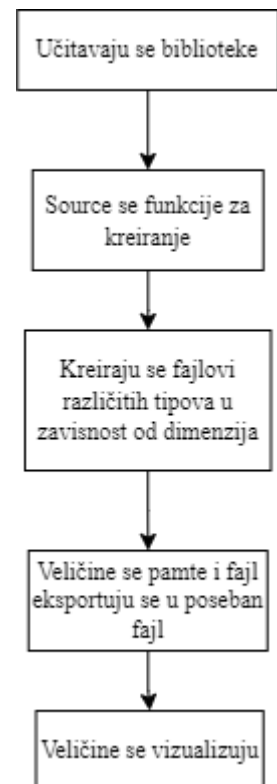 Učitavaju se biblioteke
Source se funkcije za
kreiranje
Kreiraju se fajlovi
različitih tipova u
zavisnost od dimenzija
Veličine se pamte i fajl
eksportuju se u poseban
fajl
Veličine se vizualizuju